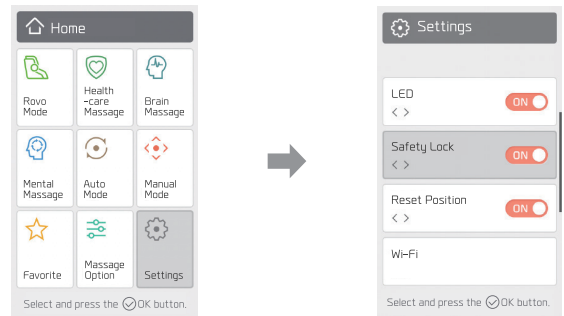 Home
Rovo
Mode
Health
-care
Massage
Brain
Massage
Mental
Massage
Auto
Mode
Manual
Mode
Favorite
Massage
Option
Settings
Select and press the OK button.
Settings
LED
< >
ON
Safety Lock
< >
ON
Reset Position
< >
ON
Wi-Fi
Select and press the OK button.